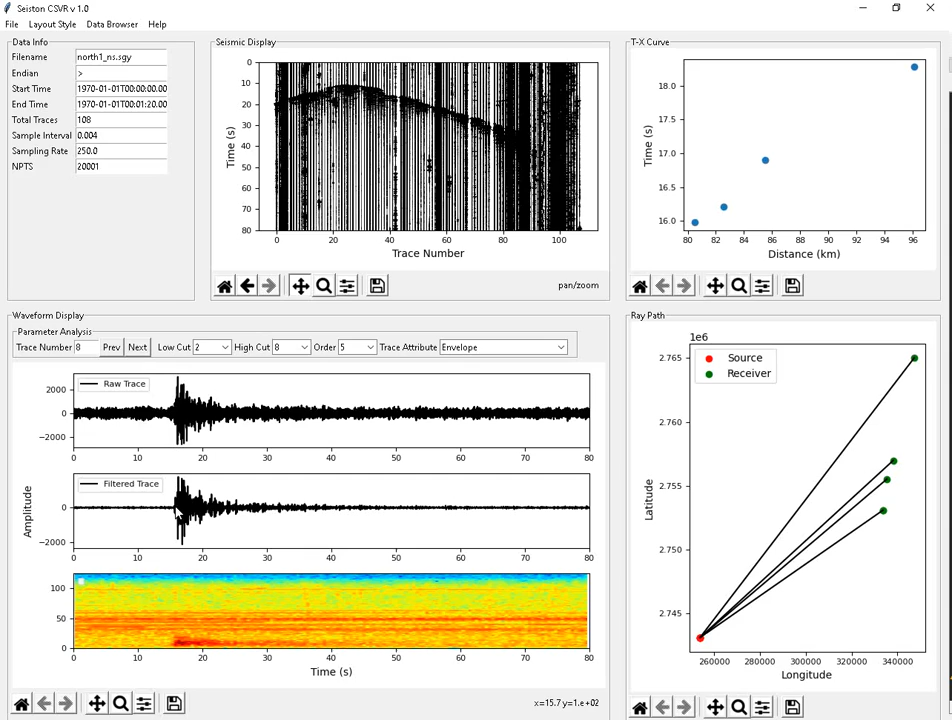 Seiston CSVR v 1.0
File Layout Style Data Browser Help
Data Info
Filename north1_ns.sgy
Endian >
Start Time 1970-01-01T00:00:00.00
End Time 1970-01-01T00:01:20.00
Total Traces 108
Sample Interval 0.004
Sampling Rate 250.0
NPTS 20001
Seismic Display
0
10
20
30
40
50
60
70
80
Time (s)
0 20 40 60 80 100
Trace Number
pan/zoom
T-X Curve
18.0
17.5
17.0
16.5
16.0
Time (s)
80 82 84 86 88 90 92 94 96
Distance (km)
Waveform Display
Parameter Analysis
Trace Number 8 Prev Next Low Cut 2 High Cut 8 Order 5 Trace Attribute Envelope
Raw Trace
2000
0
−2000
0 10 20 30 40 50 60 70 80
Filtered Trace
0
−2000
Amplitude
0 10 20 30 40 50 60 70 80
100
50
0
0 10 20 30 40 50 60 70 80
Time (s)
x=15.7 y=1.e+02
Ray Path
1e6
Source
Receiver
2.765
2.760
2.755
2.750
2.745
Latitude
260000 280000 300000 320000 340000
Longitude